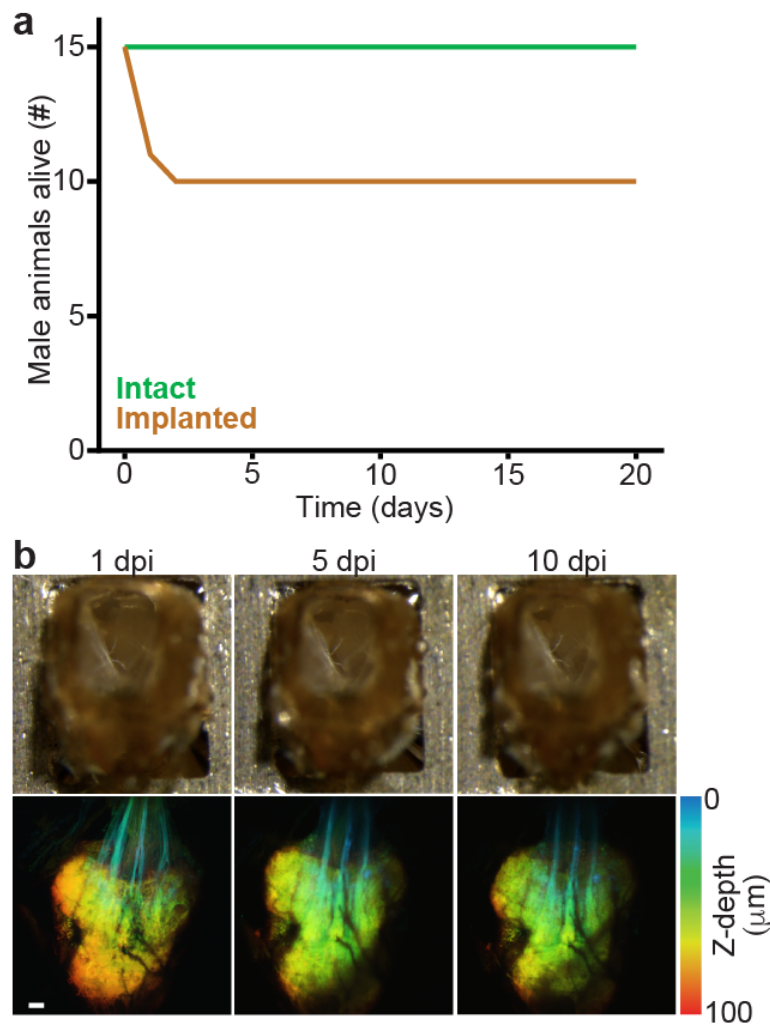 a
15
10
5
0
Male animals alive (#)
Intact
Implanted
0 5 10 15 20
Time (days)
b
1 dpi 5 dpi 10 dpi
0
Z-depth
(μm)
100